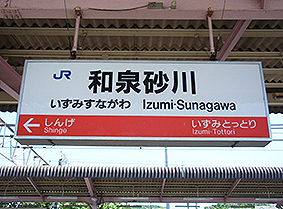 JR 和泉砂川
いずみすながわ Izumi-Sunagawa
← しんげ いずみとっとり
Shinge Izumi-Tottori